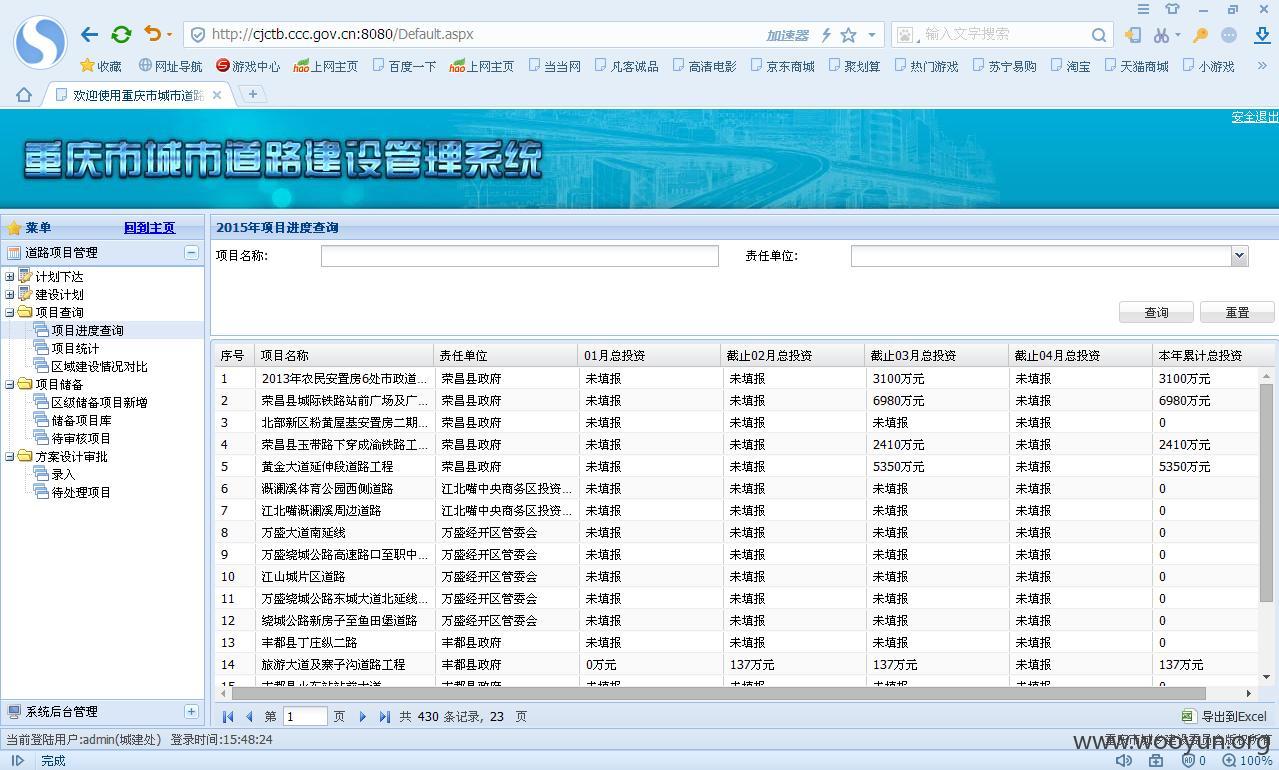 http://cjctb.ccc.gov.cn:8080/Default.aspx
加速器
输入文字搜索
收藏 网址导航 游戏中心 上网主页 百度一下 上网主页 当当网 凡客诚品 高清电影 京东商城 聚划算 热门游戏 苏宁易购 淘宝 天猫商城 小游戏
欢迎使用重庆市城市道路
安全退出
重庆市城市道路建设管理系统
菜单 回到主页
道路项目管理
计划下达
建设计划
项目查询
项目进度查询
项目统计
区域建设情况对比
项目储备
区级储备项目新增
储备项目库
待审核项目
方案设计审批
录入
待处理项目
系统后台管理
2015年项目进度查询
项目名称: 责任单位:
查询 重置
序号 项目名称 责任单位 01月总投资 截止02月总投资 截止03月总投资 截止04月总投资 本年累计总投资
1 2013年农民安置房6处市政道... 荣昌县政府 未填报 未填报 3100万元 未填报 3100万元
2 荣昌县城际铁路站前广场及广... 荣昌县政府 未填报 未填报 6980万元 未填报 6980万元
3 北部新区粉黄屋基安置房二期... 荣昌县政府 未填报 未填报 未填报 未填报 0
4 荣昌县玉带路下穿成渝铁路工... 荣昌县政府 未填报 未填报 2410万元 未填报 2410万元
5 黄金大道延伸段道路工程 荣昌县政府 未填报 未填报 5350万元 未填报 5350万元
6 溉澜溪体育公园西侧道路 江北嘴中央商务区投资... 未填报 未填报 未填报 未填报 0
7 江北嘴溉澜溪周边道路 江北嘴中央商务区投资... 未填报 未填报 未填报 未填报 0
8 万盛大道南延线 万盛经开区管委会 未填报 未填报 未填报 未填报 0
9 万盛绕城公路高速路口至职中... 万盛经开区管委会 未填报 未填报 未填报 未填报 0
10 江山城片区道路 万盛经开区管委会 未填报 未填报 未填报 未填报 0
11 万盛绕城公路东城大道北延线... 万盛经开区管委会 未填报 未填报 未填报 未填报 0
12 绕城公路新房子至鱼田堡道路 万盛经开区管委会 未填报 未填报 未填报 未填报 0
13 丰都县丁庄纵二路 丰都县政府 未填报 未填报 未填报 未填报 0
14 旅游大道及寨子沟道路工程 丰都县政府 0万元 137万元 137万元 未填报 137万元
第 1 页 共 430 条记录, 23 页
导出到Excel
当前登陆用户:admin(城建处) 登录时间:15:48:24
www.wooyun.org
完成
0
100%